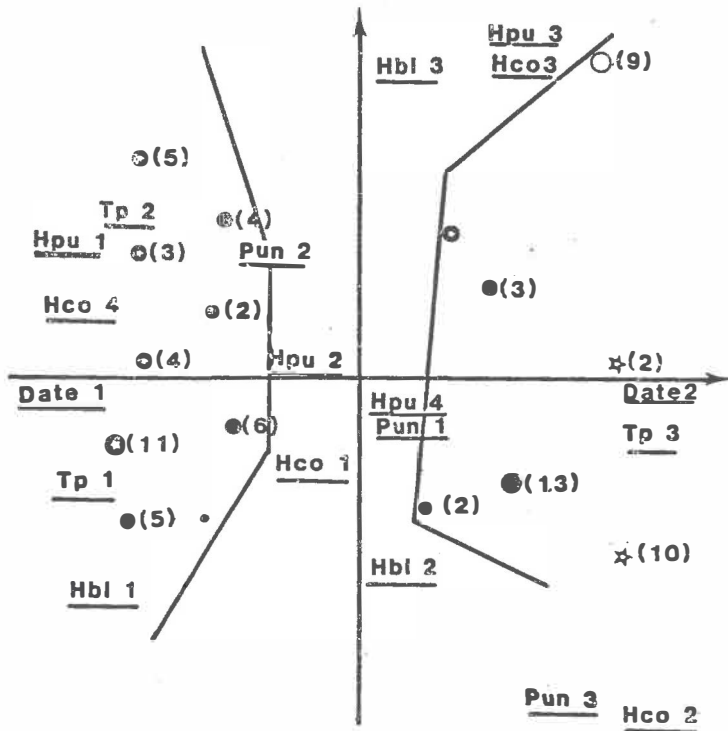 Hpu 3
Hbl 3
Hco3
(9)
(5)
Tp 2
(4)
Hpu 1
(3)
Pun 2
(3)
Hco 4
(2)
(4)
Hpu 2
(2)
Date 1
Hpu 4
Date2
(6)
Pun 1
Tp 3
(11)
Hco 1
Tp 1
(13)
(5)
(2)
Hbl 1
Hbl 2
(10)
Pun 3
Hco 2